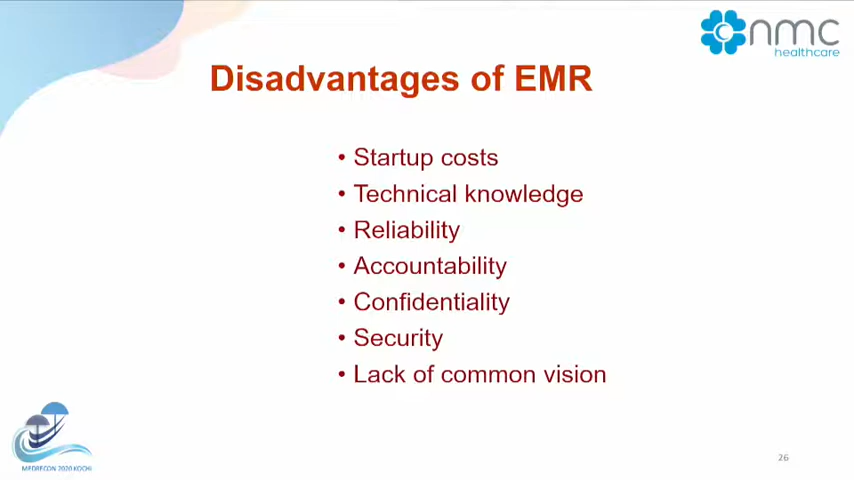 nmc
healthcare
Disadvantages of EMR
• Startup costs
• Technical knowledge
• Reliability
• Accountability
• Confidentiality
• Security
• Lack of common vision
MEDRECON 2020 KOCHI
26